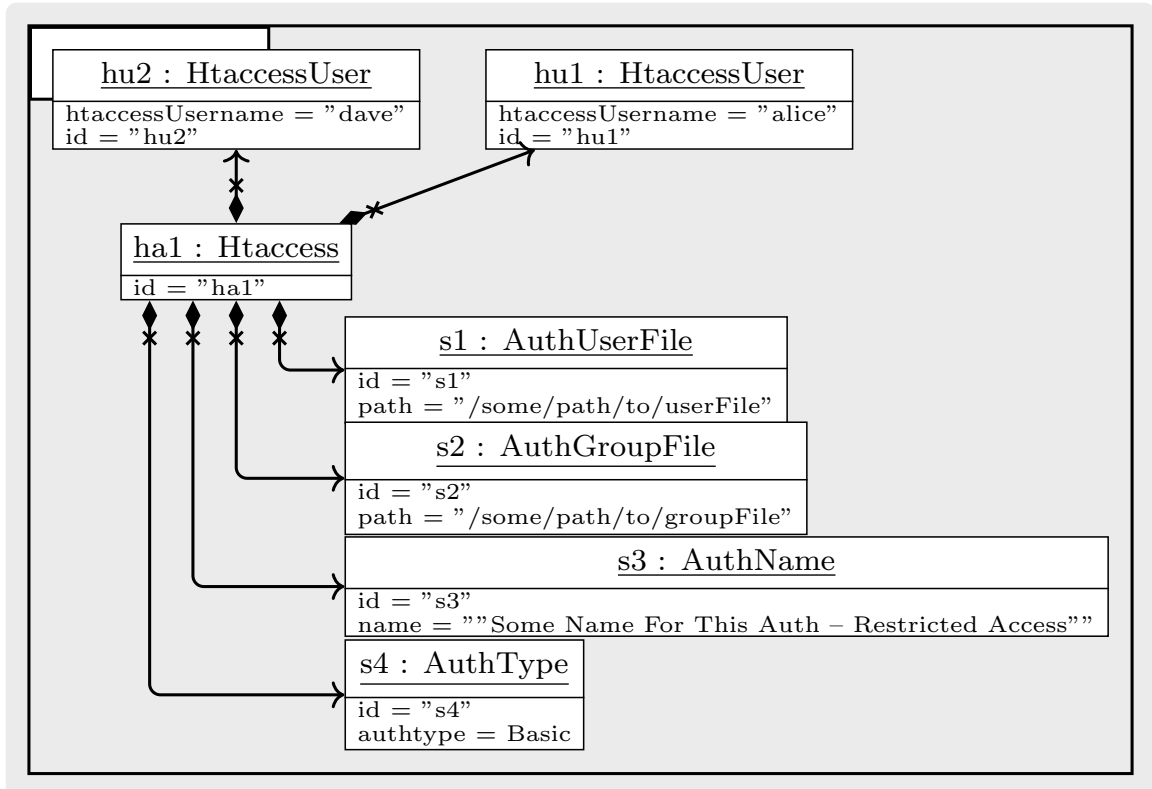 hu2 : HtaccessUser
htaccessUsername = ”dave”
id = ”hu2”
hu1 : HtaccessUser
htaccessUsername = ”alice”
id = ”hu1”
ha1 : Htaccess
id = ”ha1”
s1 : AuthUserFile
id = ”s1”
path = ”/some/path/to/userFile”
s2 : AuthGroupFile
id = ”s2”
path = ”/some/path/to/groupFile”
s3 : AuthName
id = ”s3”
name = ””Some Name For This Auth – Restricted Access””
s4 : AuthType
id = ”s4”
authtype = Basic